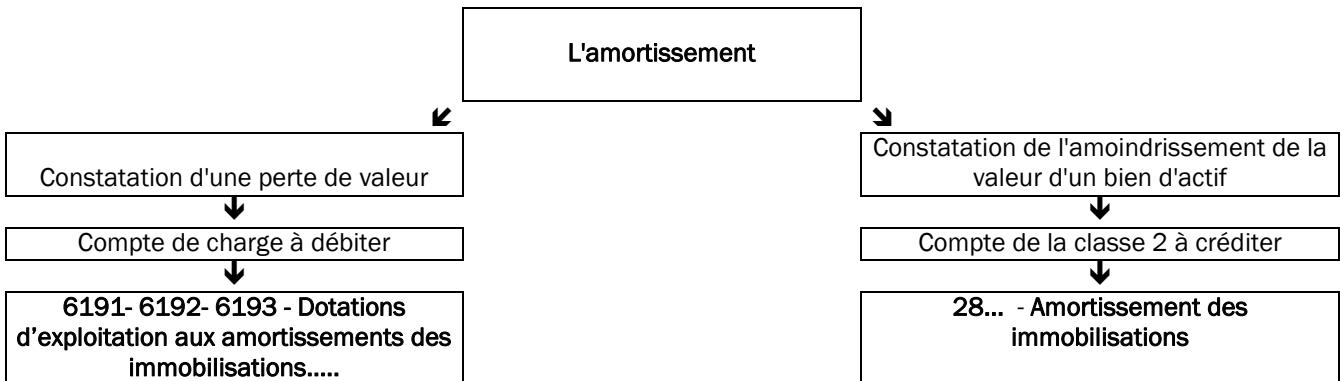 L'amortissement
Constatation d'une perte de valeur
Constatation de l'amoindrissement de la
valeur d'un bien d'actif
Compte de charge à débiter
Compte de la classe 2 à créditer
6191- 6192- 6193 - Dotations
d’exploitation aux amortissements des
immobilisations.....
28... - Amortissement des
immobilisations